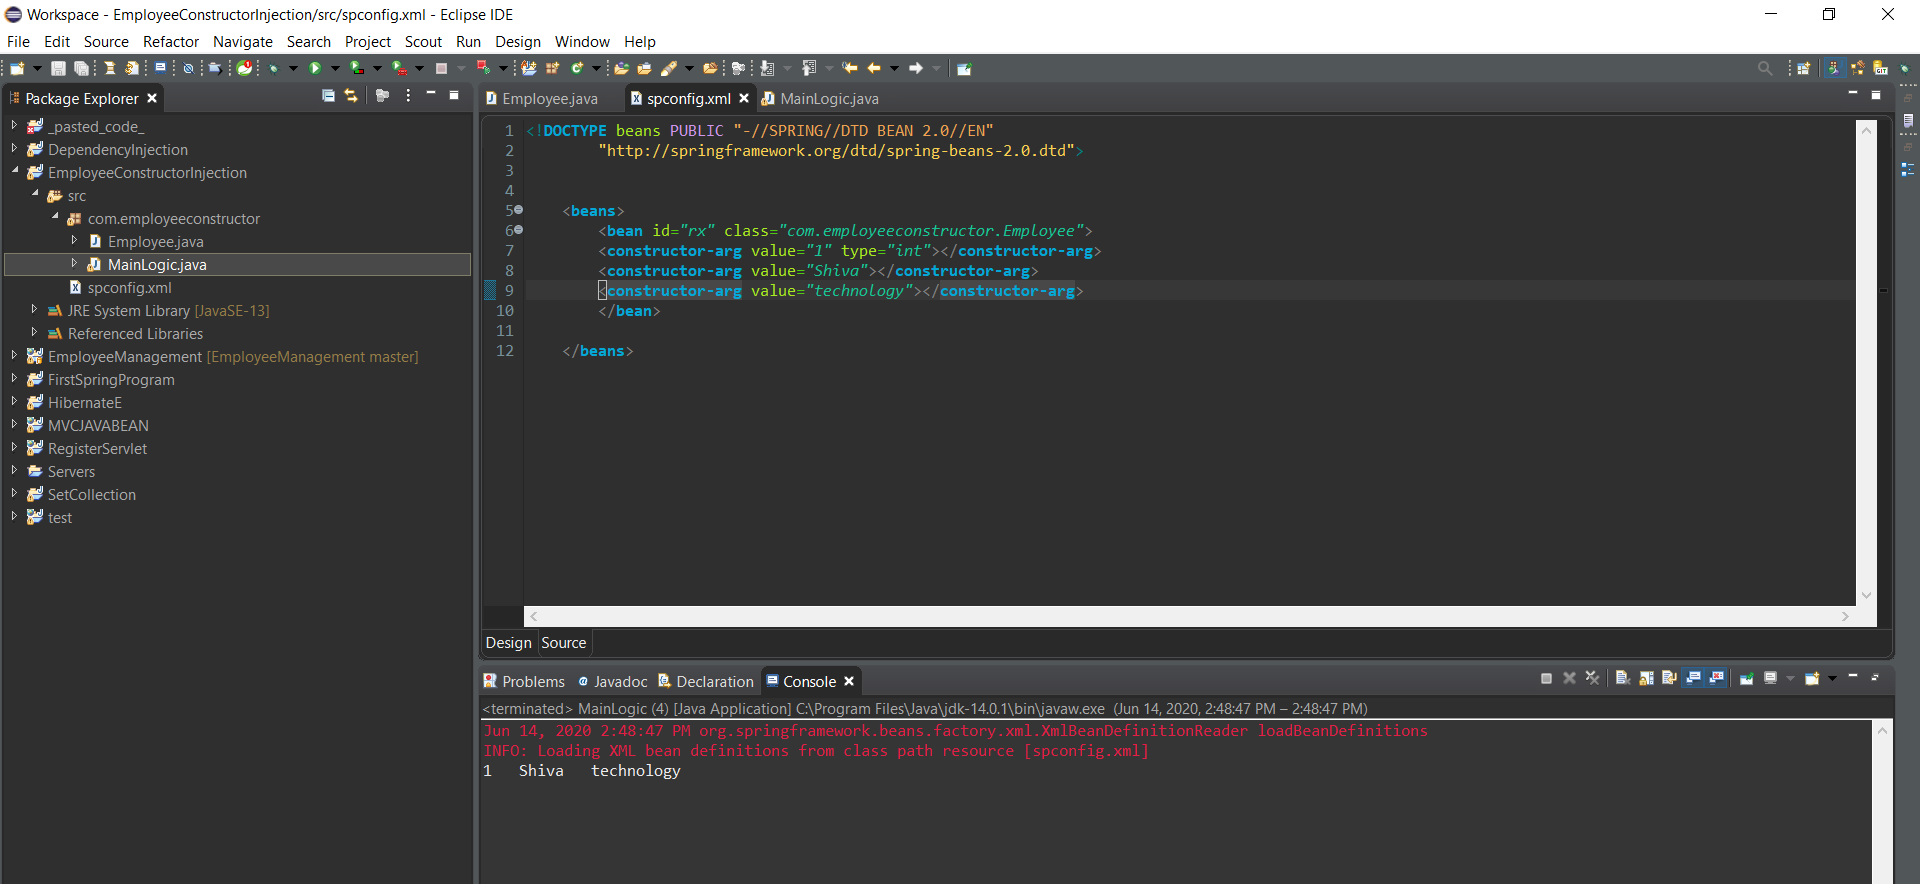 Workspace - EmployeeConstructorInjection/src/spconfig.xml - Eclipse IDE
File Edit Source Refactor Navigate Search Project Scout Run Design Window Help
Package Explorer
_pasted_code_
DependencyInjection
EmployeeConstructorInjection
src
com.employeeconstructor
Employee.java
MainLogic.java
spconfig.xml
JRE System Library [JavaSE-13]
Referenced Libraries
EmployeeManagement [EmployeeManagement master]
FirstSpringProgram
HibernateE
MVCJAVABEAN
RegisterServlet
Servers
SetCollection
test
Employee.java spconfig.xml MainLogic.java
1 <!DOCTYPE beans PUBLIC "-//SPRING//DTD BEAN 2.0//EN"
2 "http://springframework.org/dtd/spring-beans-2.0.dtd">
3
4
5 <beans>
6 <bean id="rx" class="com.employeeconstructor.Employee">
7 <constructor-arg value="1" type="int"></constructor-arg>
8 <constructor-arg value="Shiva"></constructor-arg>
9 <constructor-arg value="technology"></constructor-arg>
10 </bean>
11
12 </beans>
Design Source
Problems Javadoc Declaration Console
<terminated> MainLogic (4) [Java Application] C:\Program Files\Java\jdk-14.0.1\bin\javaw.exe (Jun 14, 2020, 2:48:47 PM – 2:48:47 PM)
Jun 14, 2020 2:48:47 PM org.springframework.beans.factory.xml.XmlBeanDefinitionReader loadBeanDefinitions
INFO: Loading XML bean definitions from class path resource [spconfig.xml]
1 Shiva technology